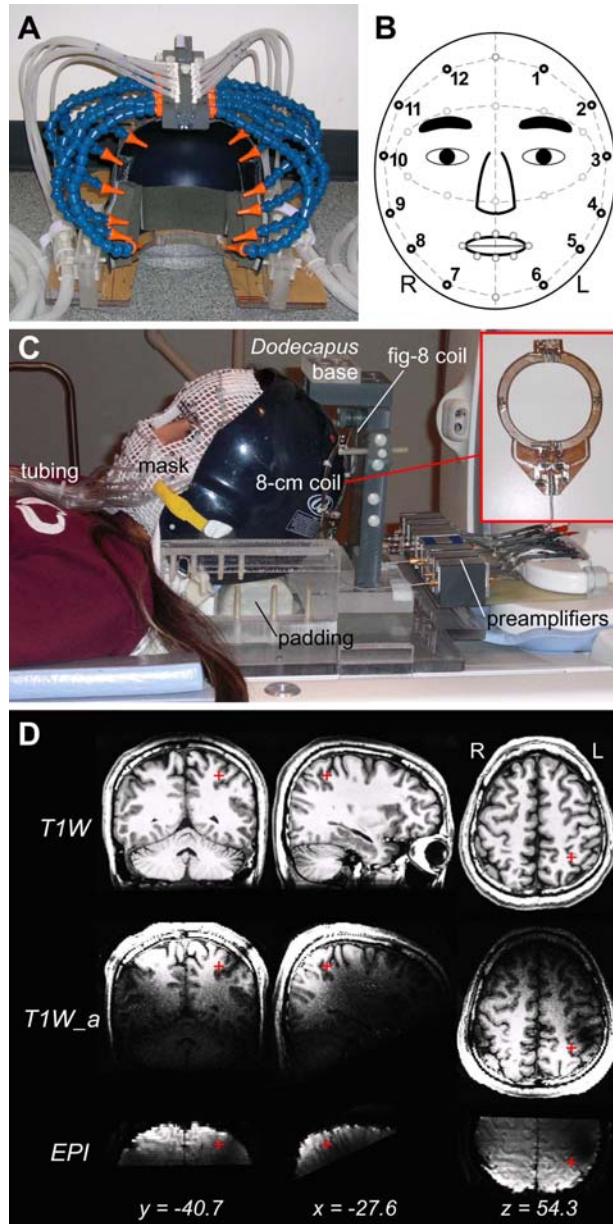 A
B
12
1
11
2
10
3
9
4
8
5
7
6
R
L
C
Dodecapus
base
fig-8 coil
tubing
mask
8-cm coil
padding
preamplifiers
D
R
L
T1W
T1W_a
EPI
y = -40.7
x = -27.6
z = 54.3